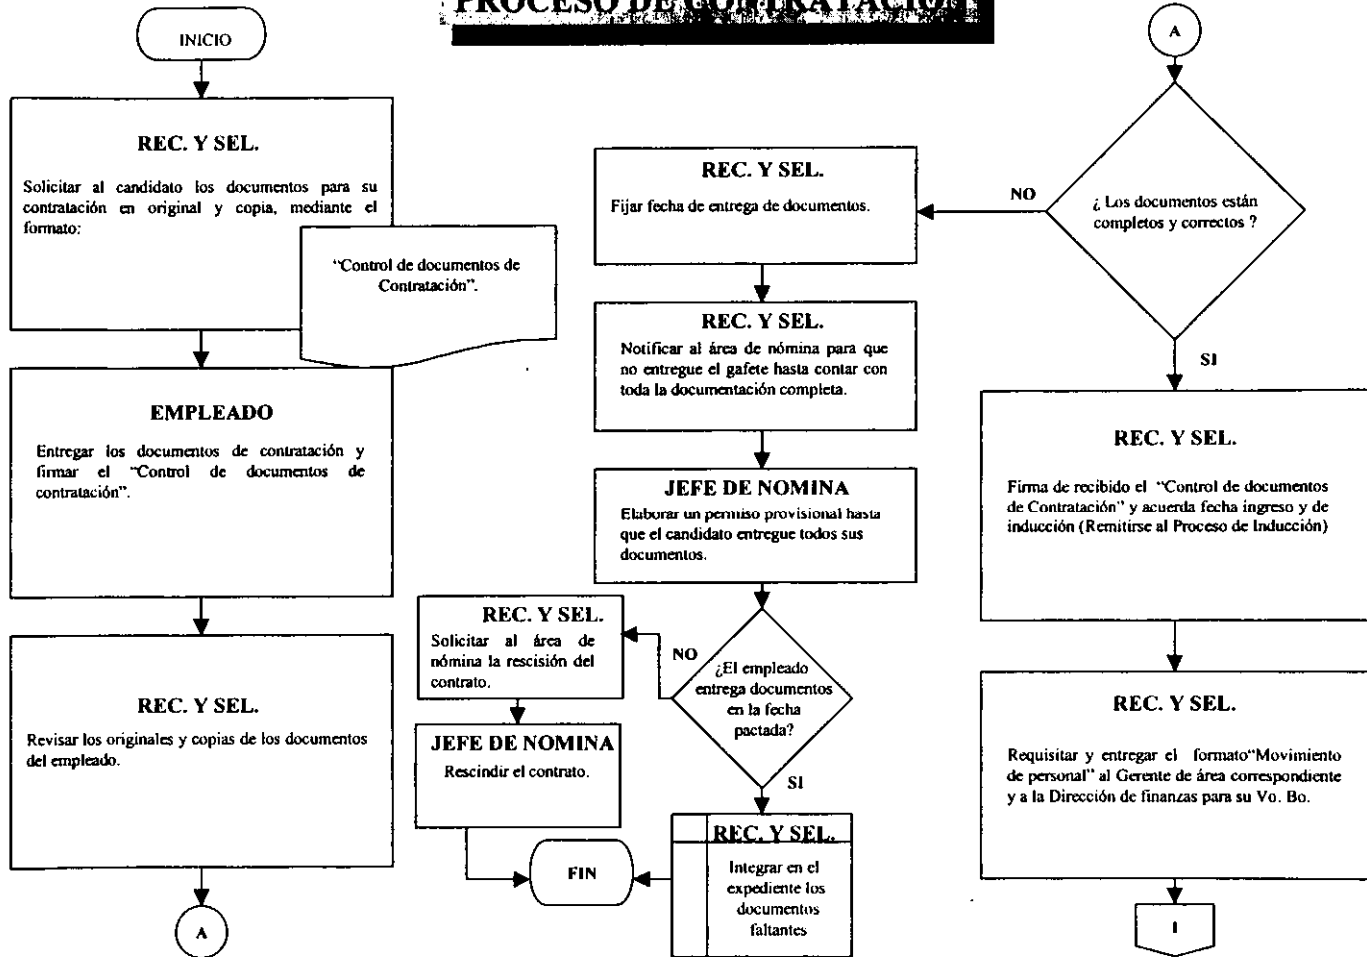 PROCESO DE CONTRATACION
INICIO
REC. Y SEL.
Solicitar al candidato los documentos para su
contratación en original y copia, mediante el
formato:
"Control de documentos de
Contratación".
EMPLEADO
Entregar los documentos de contratación y
firmar el "Control de documentos de
contratación".
REC. Y SEL.
Revisar los originales y copias de los documentos
del empleado.
A
A
¿ Los documentos están
completos y correctos ?
NO
SI
REC. Y SEL.
Fijar fecha de entrega de documentos.
REC. Y SEL.
Notificar al área de nómina para que
no entregue el gafete hasta contar con
toda la documentación completa.
JEFE DE NOMINA
Elaborar un permiso provisional hasta
que el candidato entregue todos sus
documentos.
¿El empleado
entrega documentos
en la fecha
pactada?
NO
SI
REC. Y SEL.
Solicitar al área de
nómina la rescisión del
contrato.
JEFE DE NOMINA
Rescindir el contrato.
FIN
REC. Y SEL.
Integrar en el
expediente los
documentos
faltantes
REC. Y SEL.
Firma de recibido el "Control de documentos
de Contratación" y acuerda fecha ingreso y de
inducción (Remitirse al Proceso de Inducción)
REC. Y SEL.
Requisitar y entregar el formato"Movimiento
de personal" al Gerente de área correspondiente
y a la Dirección de finanzas para su Vo. Bo.
1